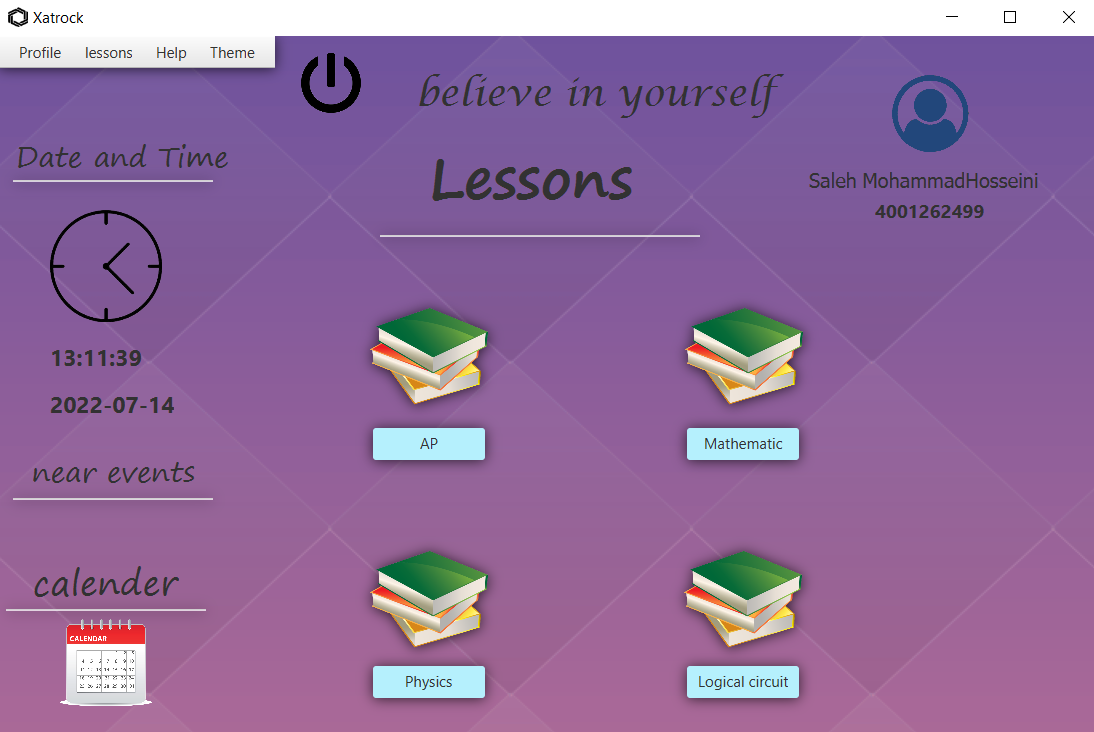 Xatrock
Profile lessons Help Theme
believe in yourself
Lessons
Saleh MohammadHosseini
4001262499
Date and Time
13:11:39
2022-07-14
near events
calender
CALENDAR
AP
Mathematic
Physics
Logical circuit